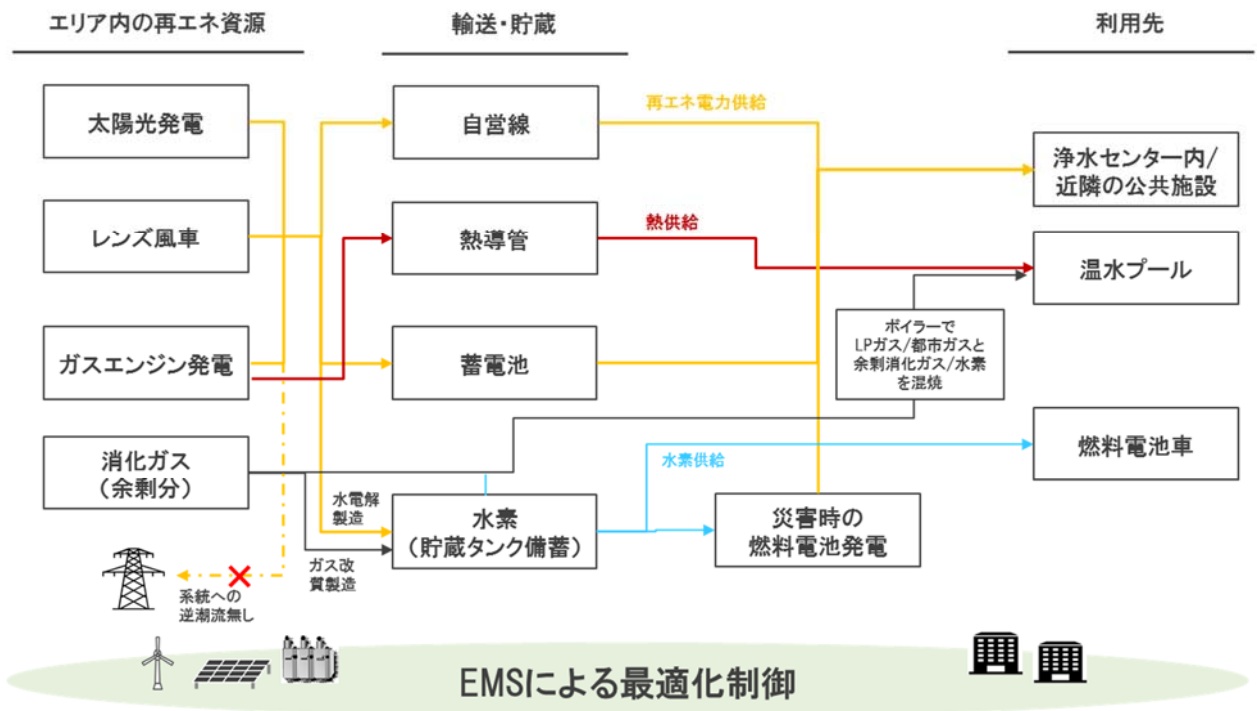 エリア内の再エネ資源
輸送・貯蔵
利用先
太陽光発電
自営線
再エネ電力供給
浄水センター内/
近隣の公共施設
レンズ風車
熱導管
熱供給
温水プール
ガスエンジン発電
蓄電池
ボイラーで
LPガス/都市ガスと
余剰消化ガス/水素
を混焼
消化ガス
（余剰分）
水電解
製造
水素
（貯蔵タンク備蓄）
水素供給
燃料電池車
災害時の
燃料電池発電
ガス改
質製造
系統への
逆潮流無し
EMSによる最適化制御